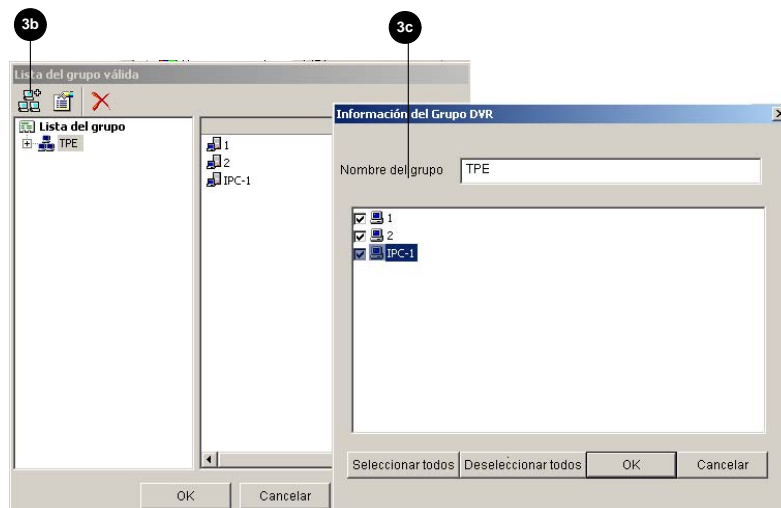 3b
3c
Lista del grupo válida
Lista del grupo
TPE
1
2
IPC-1
OK
Cancelar
Información del Grupo DVR
Nombre del grupo
TPE
1
2
IPC-1
Seleccionar todos
Deseleccionar todos
OK
Cancelar